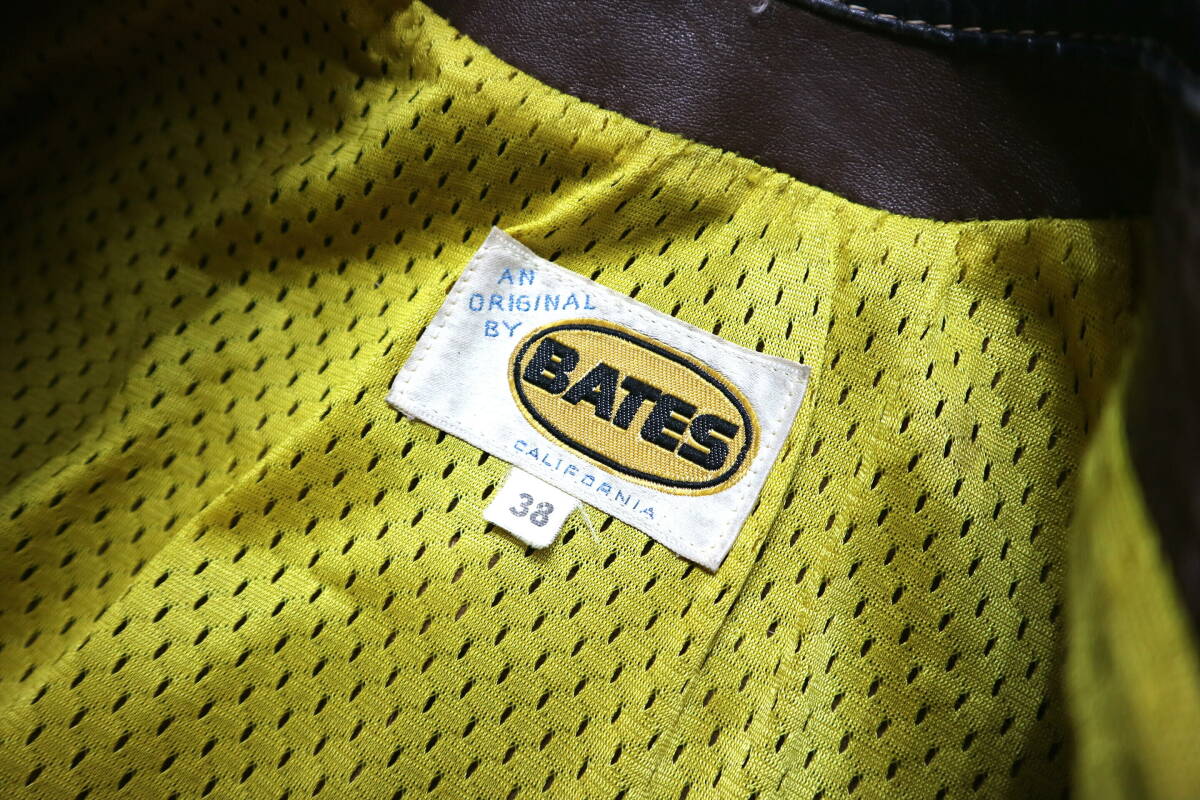 AN
ORIGINAL
BY
BATES
CALIFORNIA
38